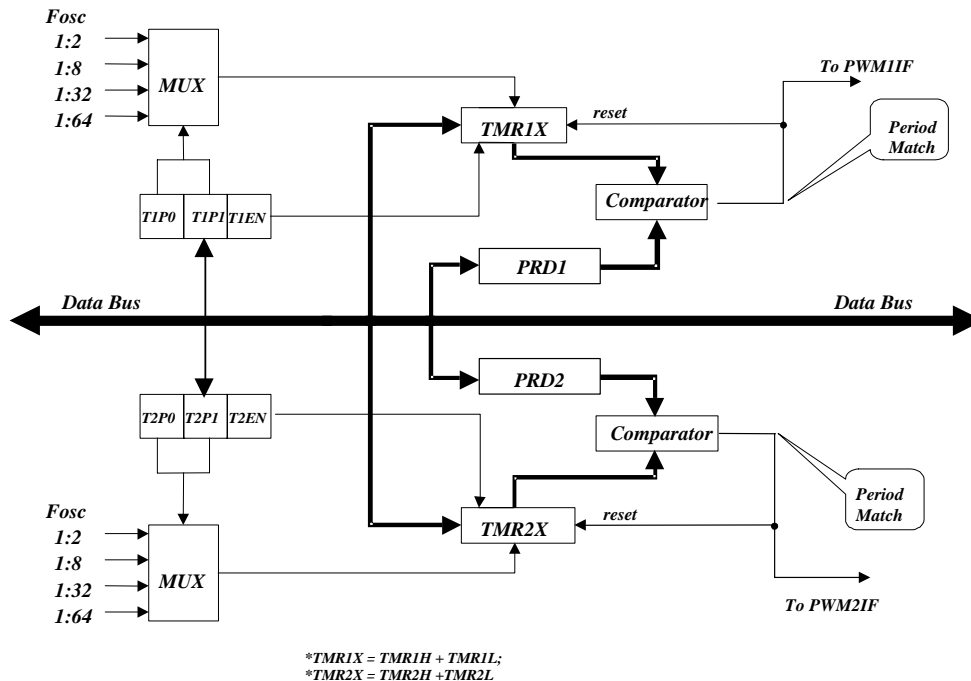 Fosc
1:2
1:8
1:32
1:64
MUX
T1P0 T1P1 T1EN
TMR1X
reset
To PWM1IF
Period
Match
Comparator
PRD1
Data Bus
Data Bus
PRD2
T2P0 T2P1 T2EN
Comparator
Period
Match
Fosc
1:2
1:8
1:32
1:64
MUX
TMR2X
reset
To PWM2IF
*TMR1X = TMR1H + TMR1L;
*TMR2X = TMR2H +TMR2L